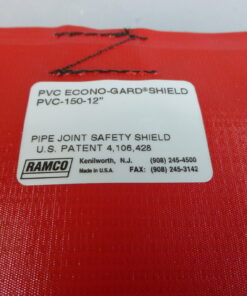 PVC ECONO-GARD®SHIELD
PVC-150-12"
PIPE JOINT SAFETY SHIELD
U.S. PATENT 4,106,428
RAMCO
Kenilworth, N.J. (908) 245-4500
Made in U.S.A. FAX: (908) 245-3142